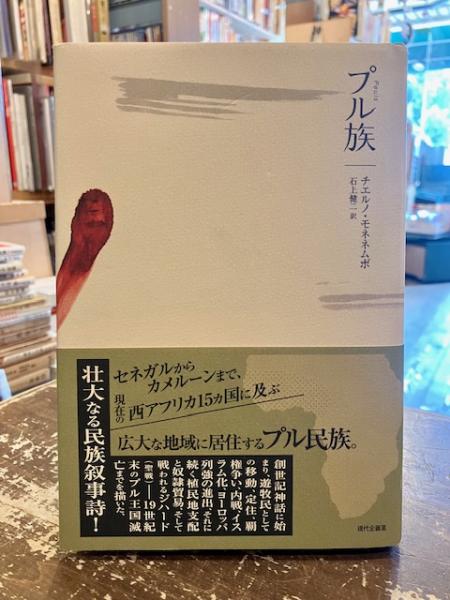 プル族
Peuls
チエルノ・モネネムボ
石上健二 訳
セネガルから
カメルーンまで、
現在の西アフリカ15ヵ国に及ぶ
広大な地域に居住するプル民族。
壮大なる民族叙事詩!
創世記神話に始
まり、遊牧民として
の移動、定住、覇
権争い、内戦、イス
ラム化、ヨーロッパ
列強の進出、それに
続く植民地支配
と奴隷貿易、そして
戦われるジハード
(聖戦)――19世紀
末のプル王国滅
亡までを描いた、
現代企画室